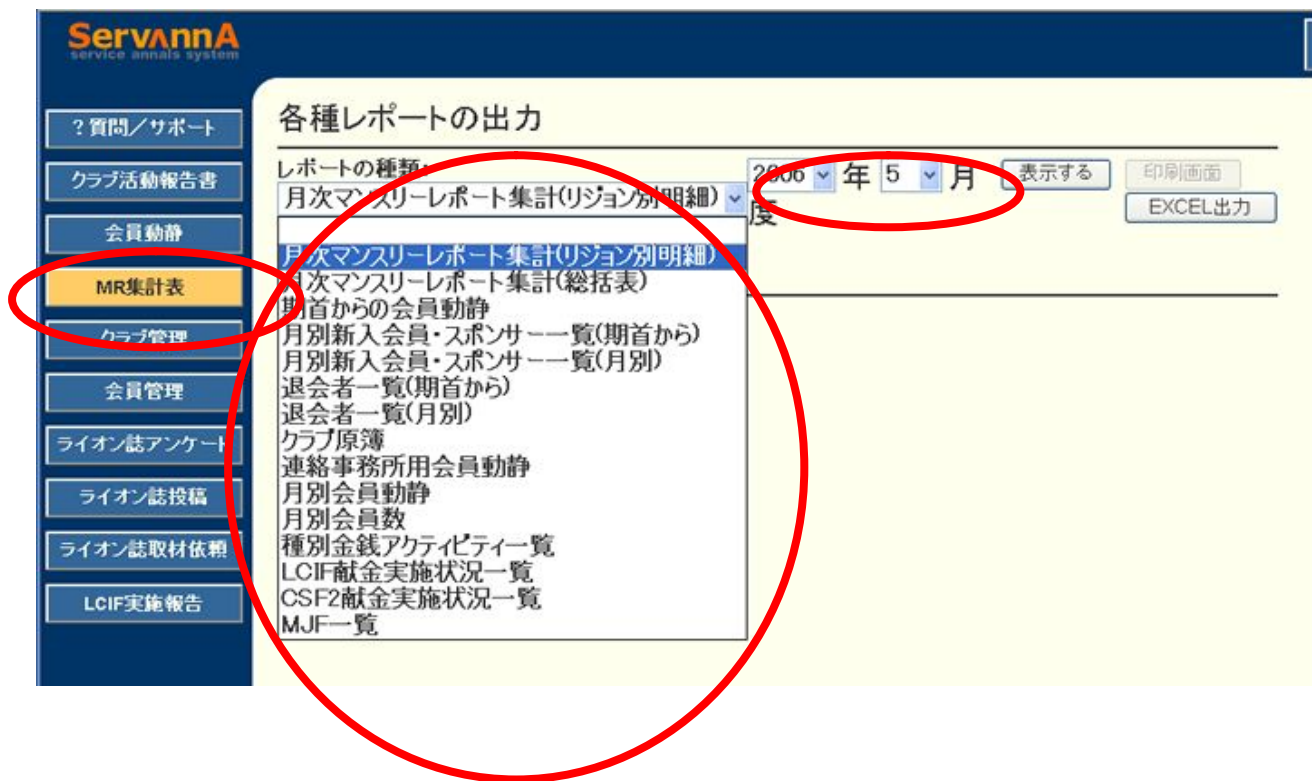 ServAnnA
service annals system
?質問/サポート
クラブ活動報告書
会員動静
MR集計表
クラブ管理
会員管理
ライオン誌アンケート
ライオン誌投稿
ライオン誌取材依頼
LCIF実施報告
各種レポートの出力
レポートの種類:
月次マンスリーレポート集計(リジョン別明細)
2006 年 5 月
度
表示する
印刷画面
EXCEL出力
月次マンスリーレポート集計(リジョン別明細)
月次マンスリーレポート集計(総括表)
期首からの会員動静
月別新入会員・スポンサー一覧(期首から)
月別新入会員・スポンサー一覧(月別)
退会者一覧(期首から)
退会者一覧(月別)
クラブ原簿
連絡事務所用会員動静
月別会員動静
月別会員数
種別金銭アクティビティ一覧
LCIF献金実施状況一覧
CSF2献金実施状況一覧
MJF一覧